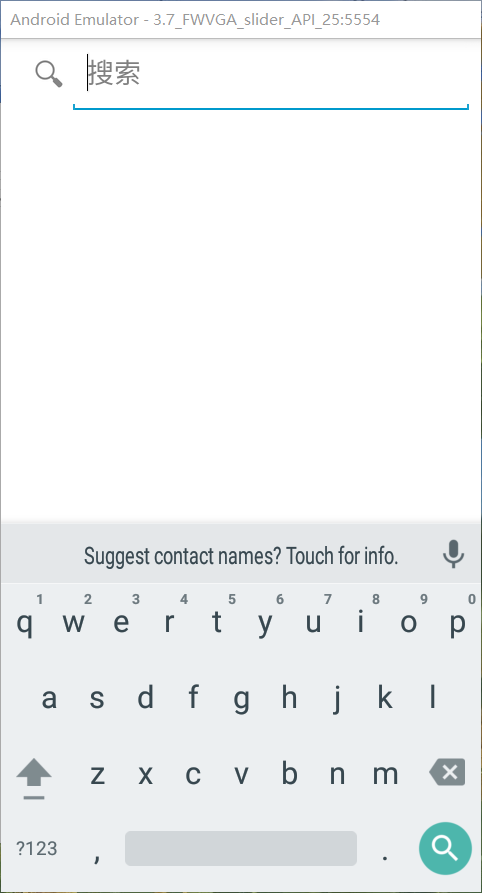 Android Emulator - 3.7_FWVGA_slider_API_25:5554
搜索
Suggest contact names? Touch for info.
1 2 3 4 5 6 7 8 9 0
q w e r t y u i o p
a s d f g h j k l
z x c v b n m
?123 , .